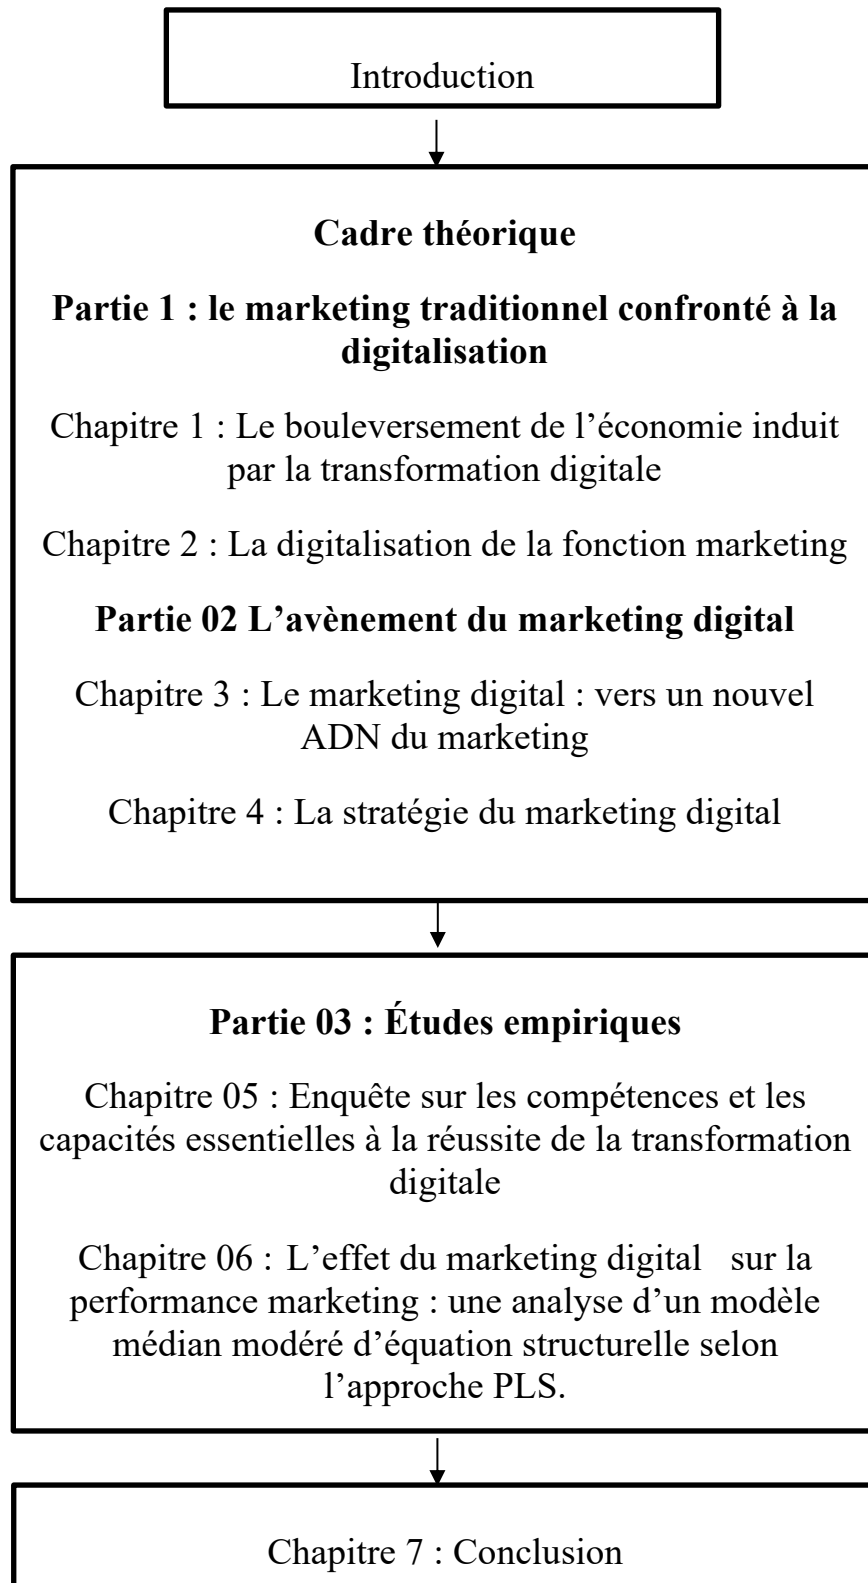 Introduction
Cadre théorique
Partie 1 : le marketing traditionnel confronté à la
digitalisation
Chapitre 1 : Le bouleversement de l’économie induit
par la transformation digitale
Chapitre 2 : La digitalisation de la fonction marketing
Partie 02 L’avènement du marketing digital
Chapitre 3 : Le marketing digital : vers un nouvel
ADN du marketing
Chapitre 4 : La stratégie du marketing digital
Partie 03 : Études empiriques
Chapitre 05 : Enquête sur les compétences et les
capacités essentielles à la réussite de la transformation
digitale
Chapitre 06 : L’effet du marketing digital sur la
performance marketing : une analyse d’un modèle
médian modéré d’équation structurelle selon
l’approche PLS.
Chapitre 7 : Conclusion